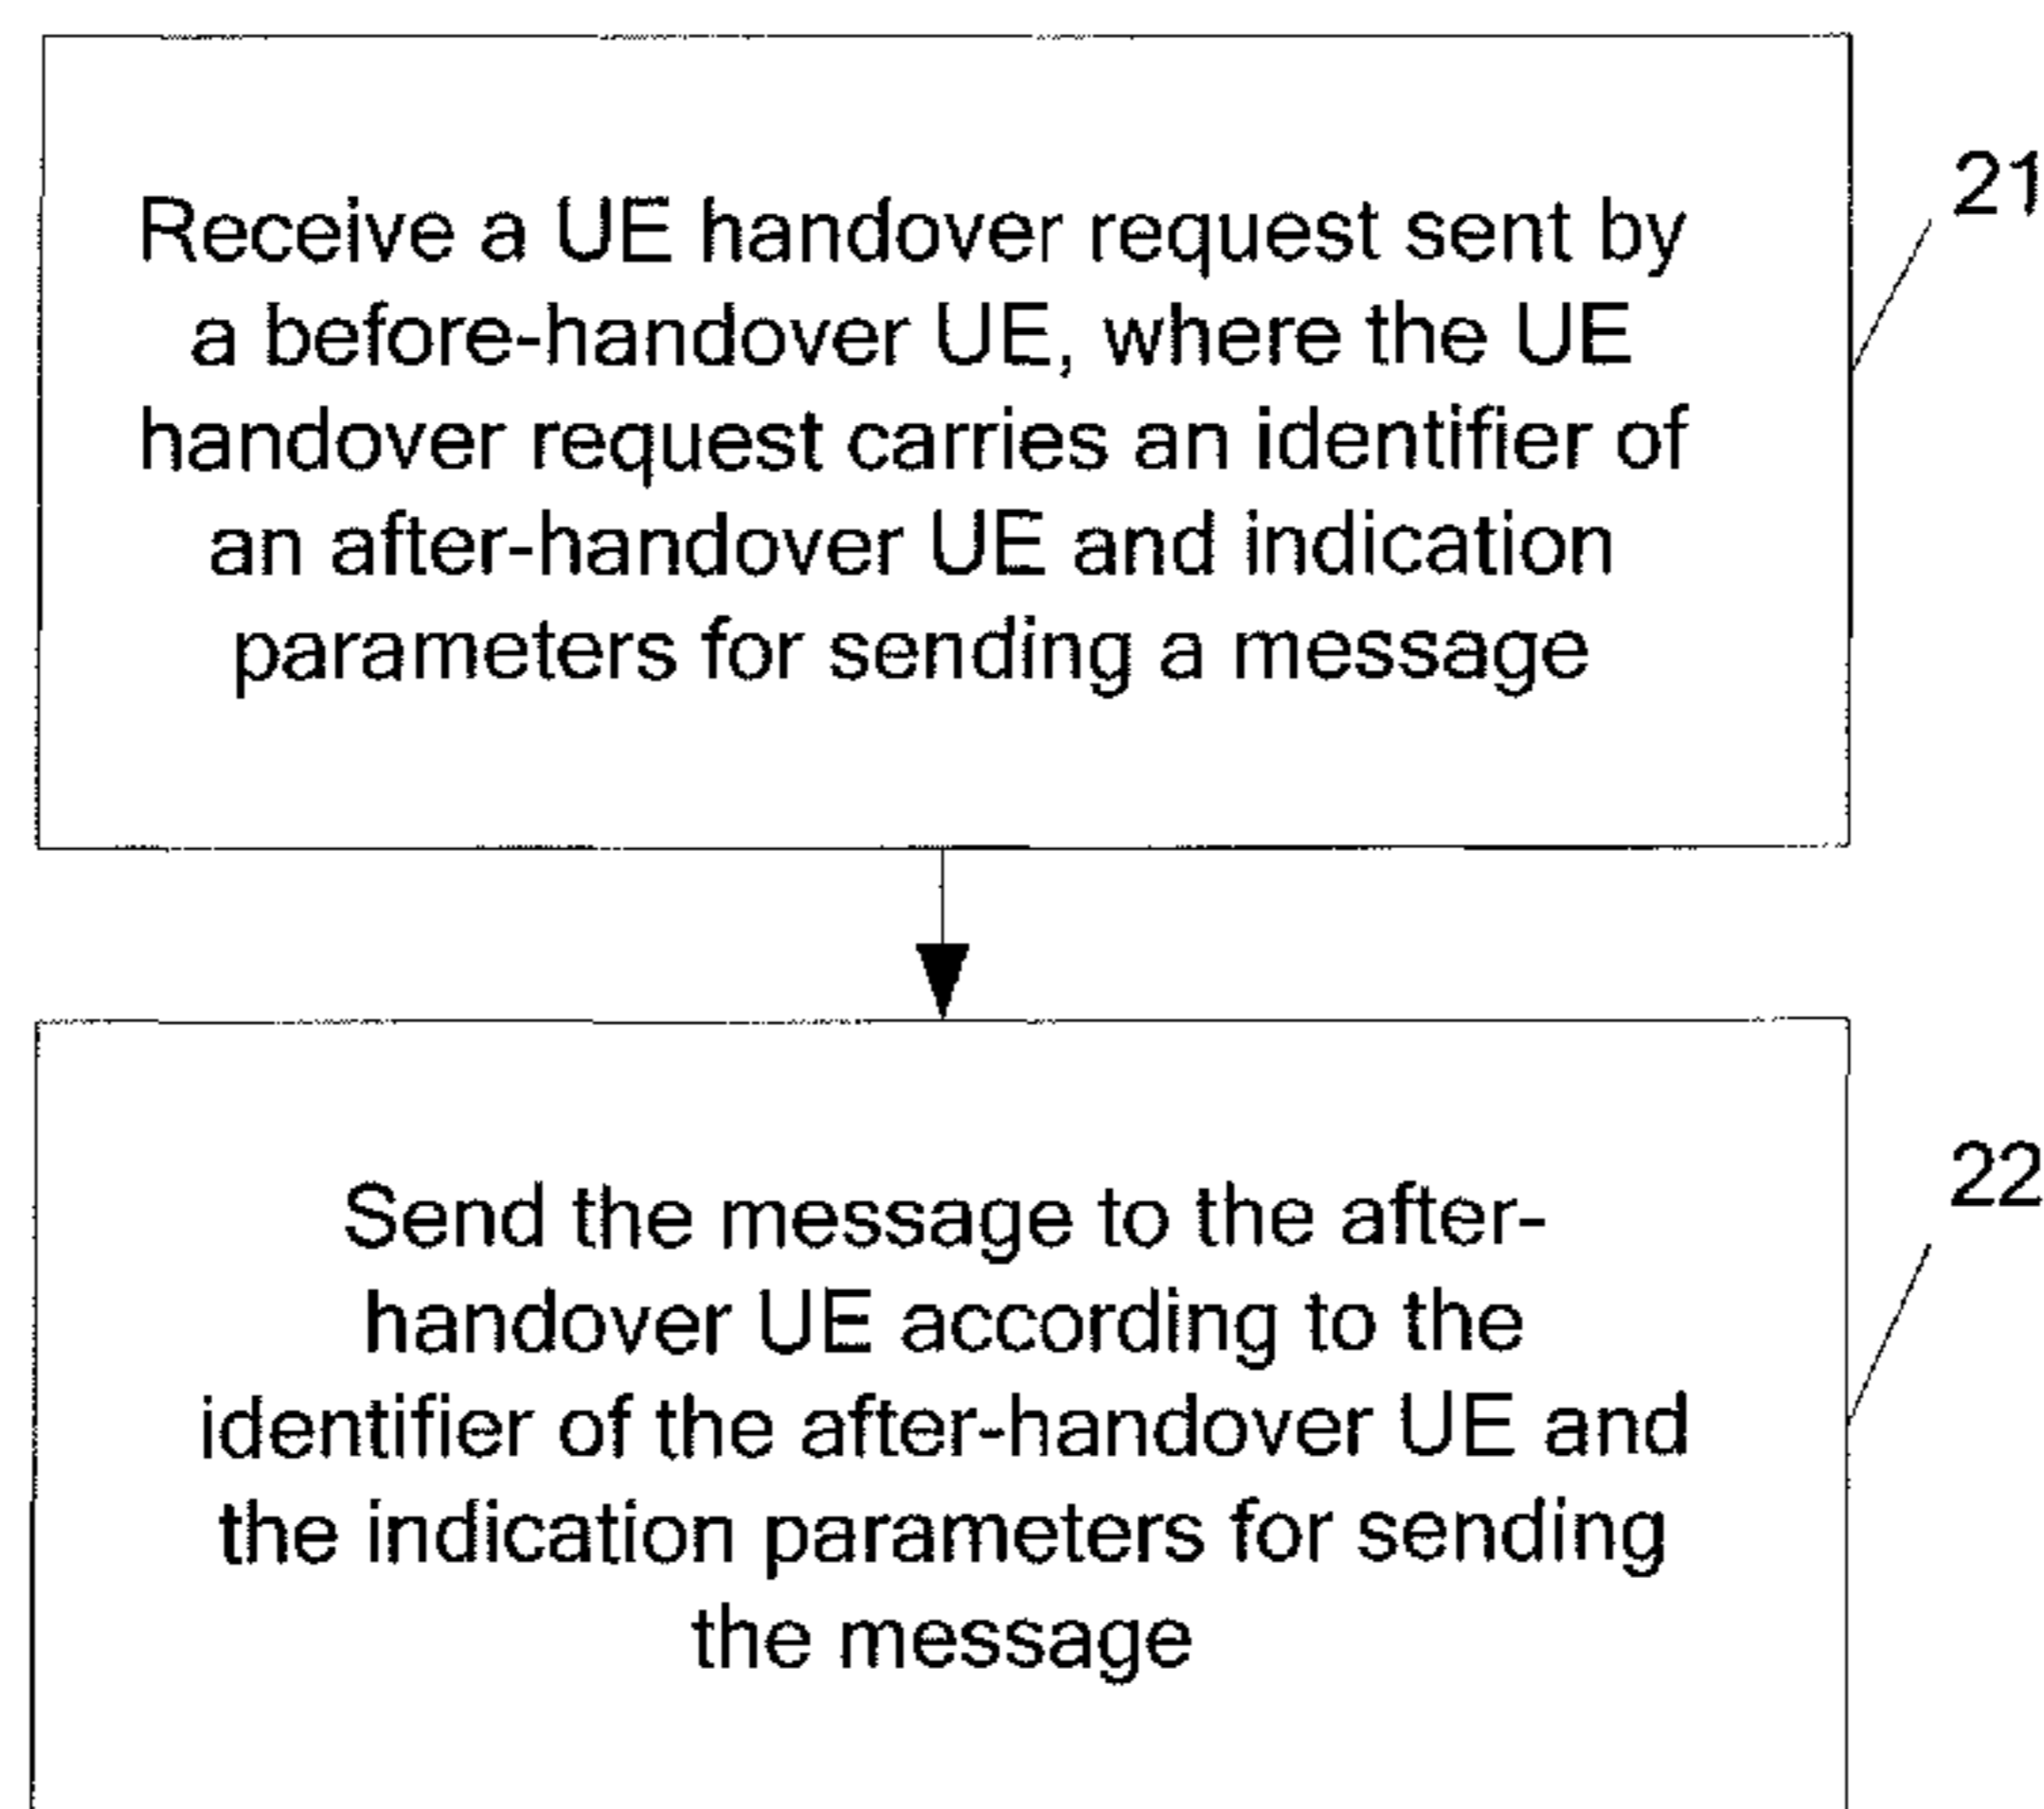 Receive a UE handover request sent by
a before-handover UE, where the UE
handover request carries an identifier of
an after-handover UE and indication
parameters for sending a message
21
Send the message to the after-
handover UE according to the
identifier of the after-handover UE and
the indication parameters for sending
the message
22